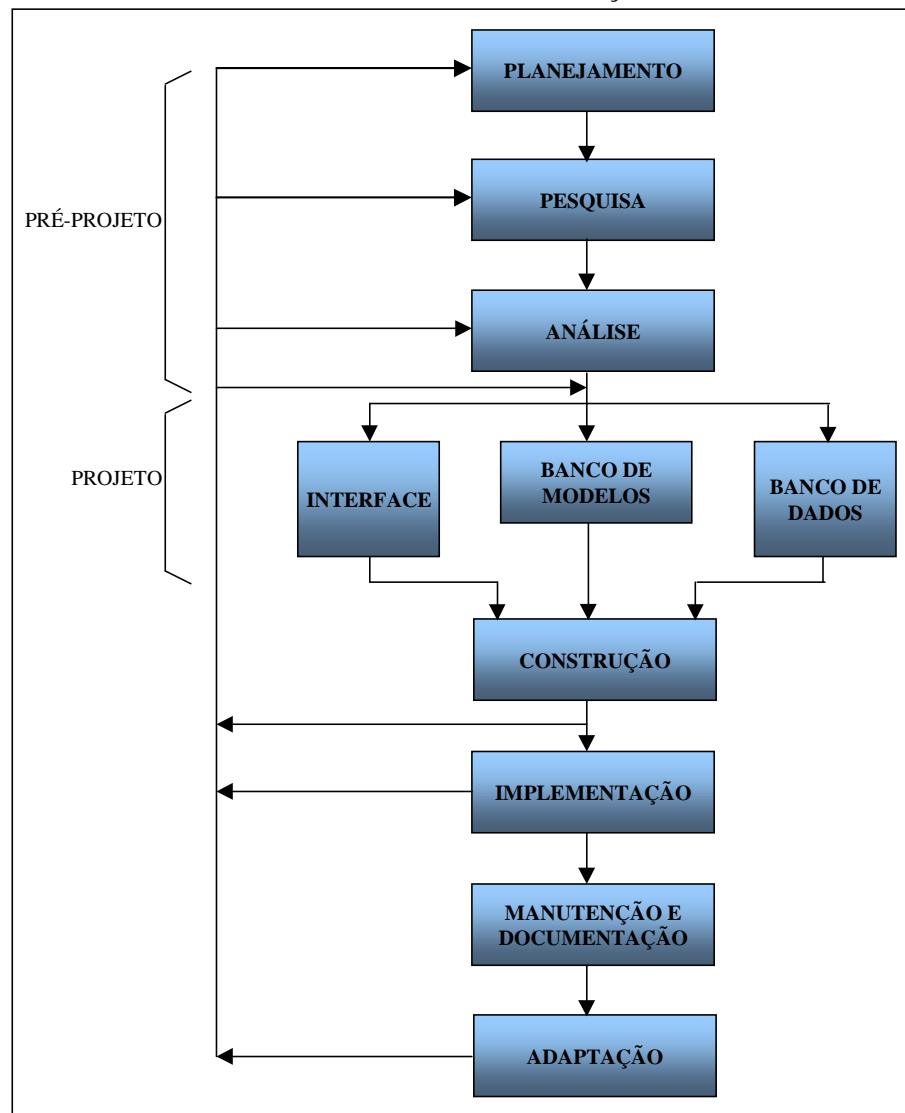 PLANEJAMENTO
PESQUISA
PRÉ-PROJETO
ANÁLISE
PROJETO
INTERFACE
BANCO DE
MODELOS
BANCO DE
DADOS
CONSTRUÇÃO
IMPLEMENTAÇÃO
MANUTENÇÃO E
DOCUMENTAÇÃO
ADAPTAÇÃO